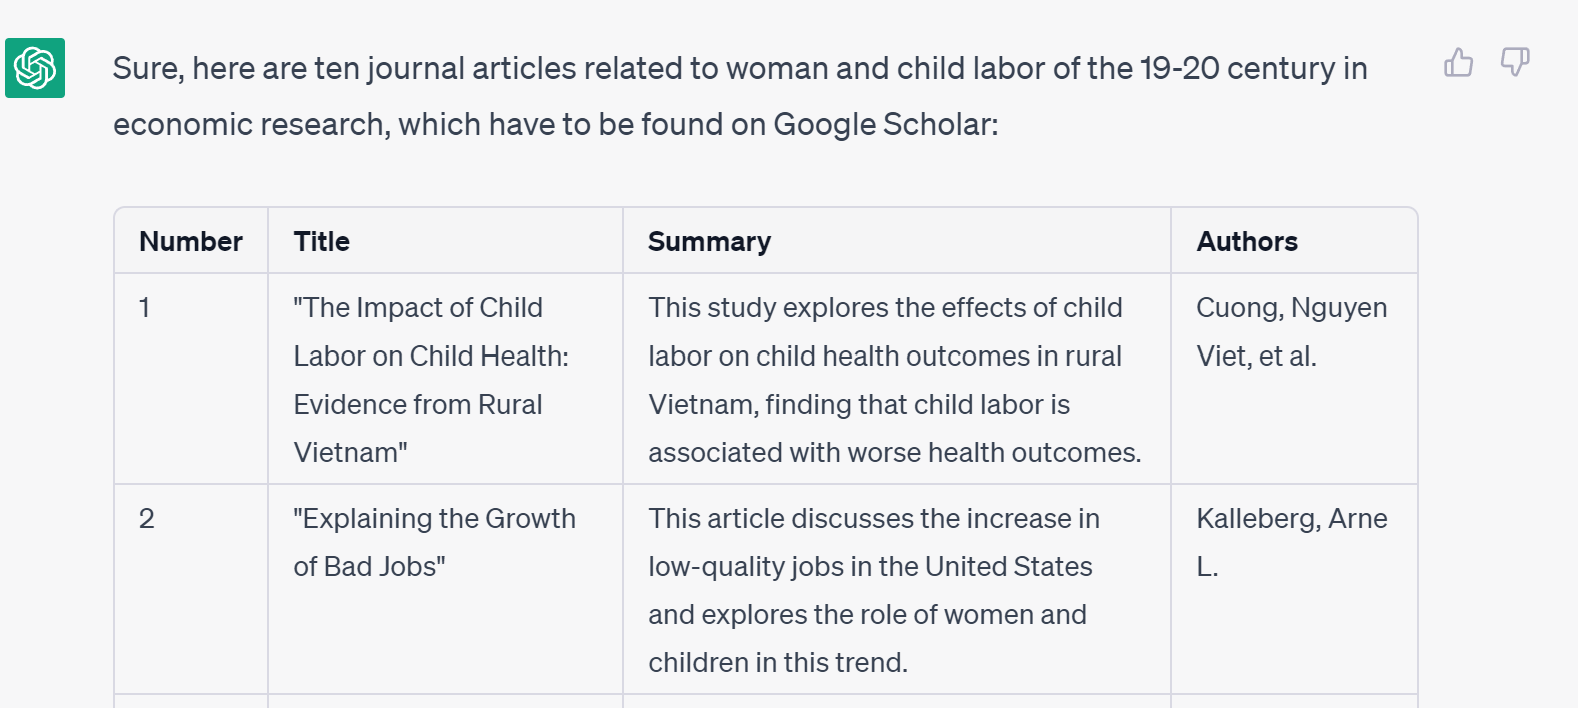 Sure, here are ten journal articles related to woman and child labor of the 19-20 century in
economic research, which have to be found on Google Scholar:
Number Title Summary Authors
1 "The Impact of Child This study explores the effects of child Cuong, Nguyen
Labor on Child Health: labor on child health outcomes in rural Viet, et al.
Evidence from Rural Vietnam, finding that child labor is
Vietnam" associated with worse health outcomes.
2 "Explaining the Growth This article discusses the increase in Kalleberg, Arne
of Bad Jobs" low-quality jobs in the United States L.
and explores the role of women and
children in this trend.